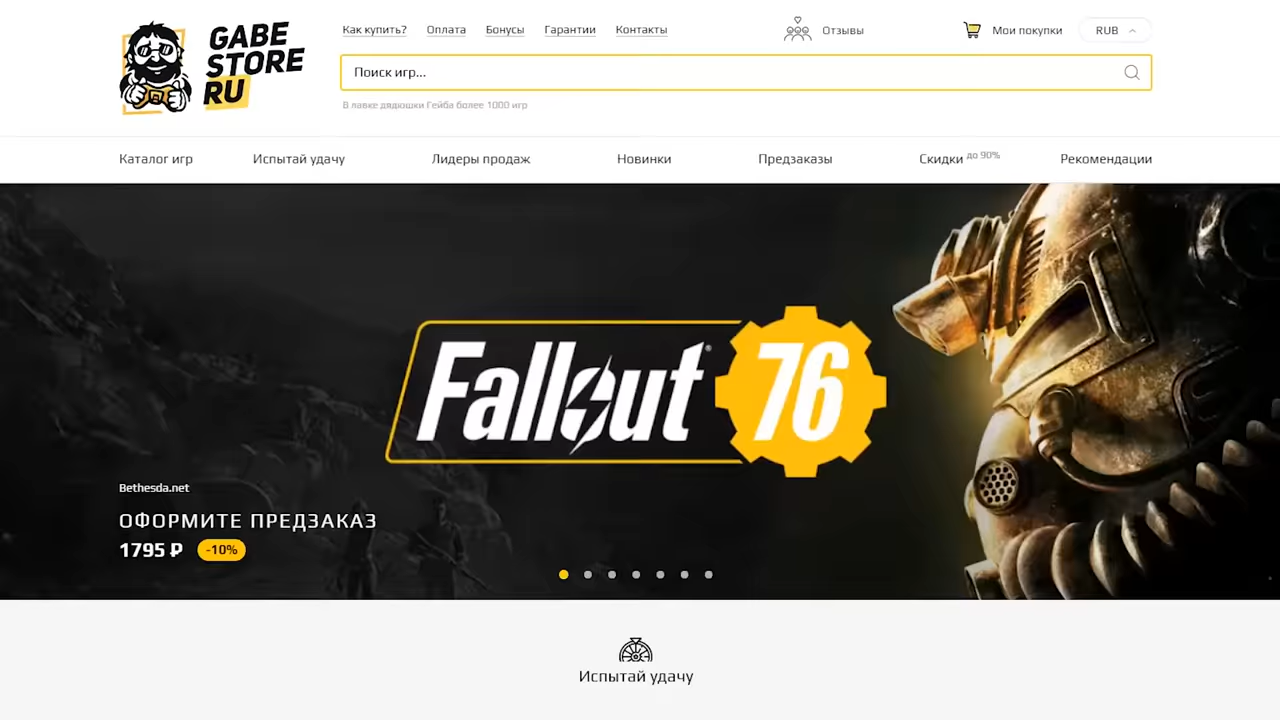 GABE
STORE
RU
Как купить? Оплата Бонусы Гарантии Контакты Отзывы Мои покупки RUB
Поиск игр...
В лавке дядюшки Гейба более 1000 игр
Каталог игр Испытай удачу Лидеры продаж Новинки Предзаказы Скидки до 90% Рекомендации
Fallout® 76
Bethesda.net
ОФОРМИТЕ ПРЕДЗАКАЗ
1795 ₽ -10%
Испытай удачу